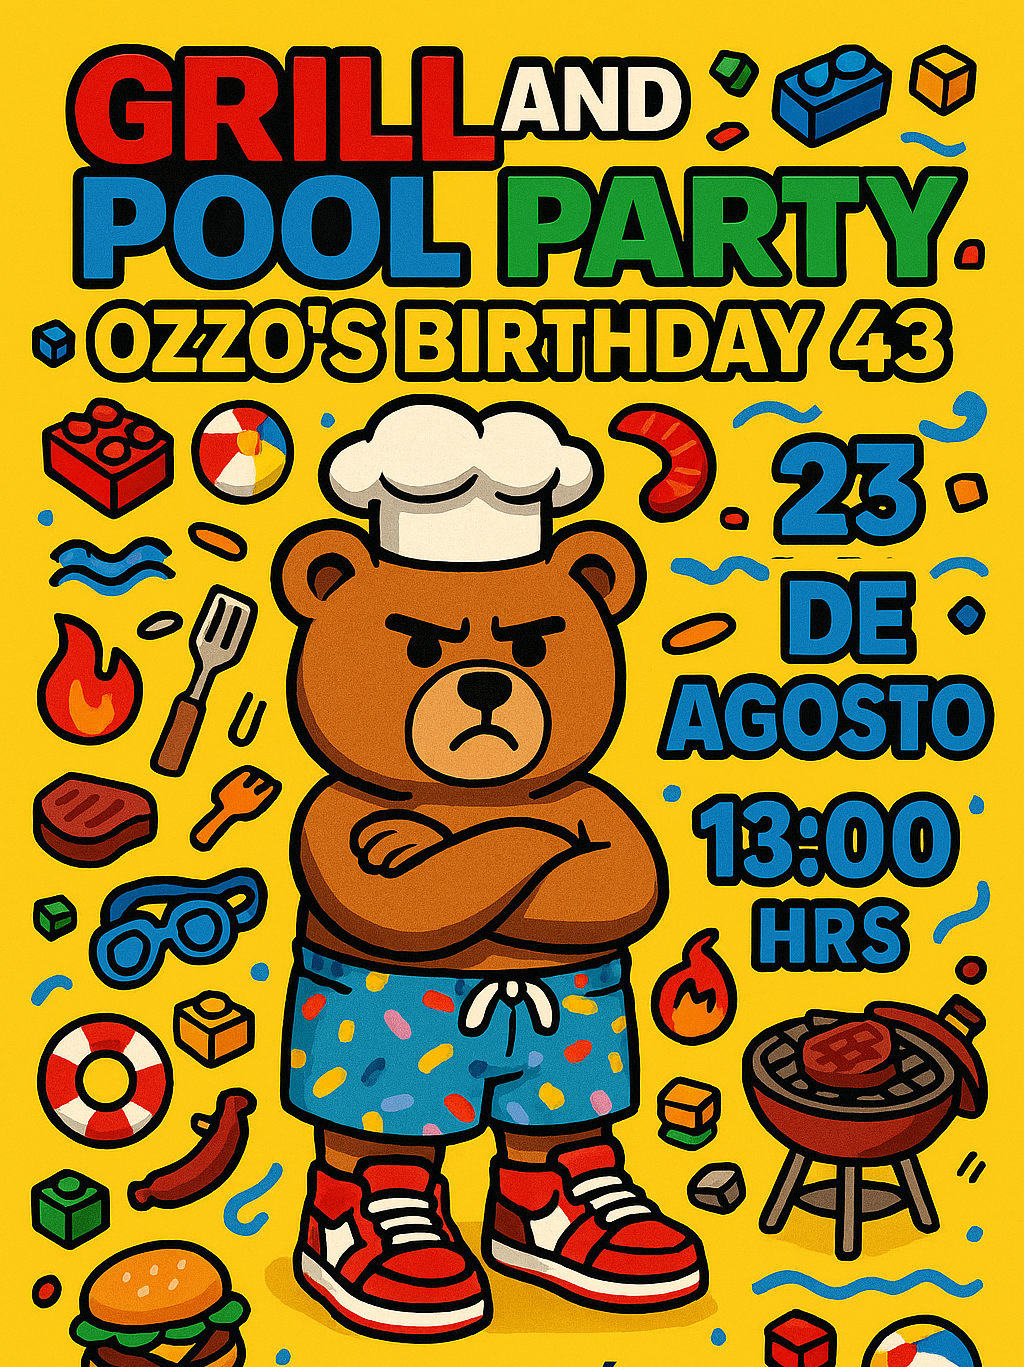 GRILL AND
POOL PARTY
OZZO'S BIRTHDAY 43
23
DE
AGOSTO
13:00
HRS